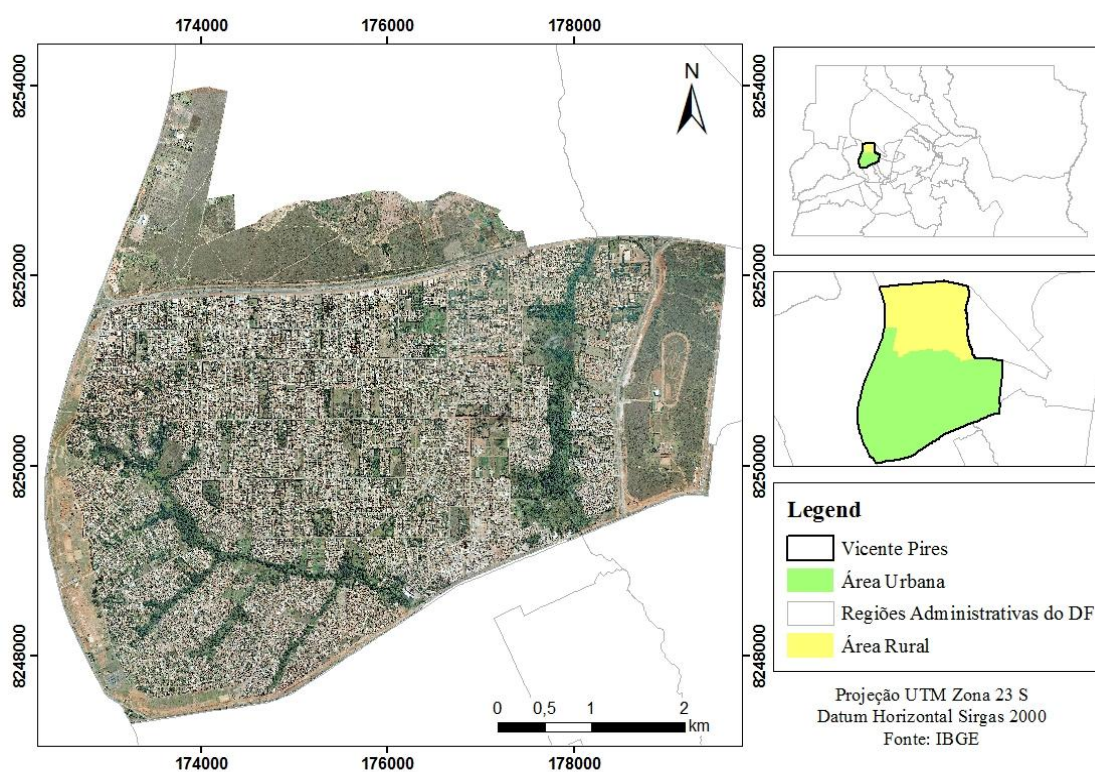 174000
176000
178000
8254000
8252000
8250000
8248000
N
8254000
8252000
8250000
8248000
0 0,5 1 2
km
174000
176000
178000
Legend
Vicente Pires
Área Urbana
Regiões Administrativas do DF
Área Rural
Projeção UTM Zona 23 S
Datum Horizontal Sirgas 2000
Fonte: IBGE